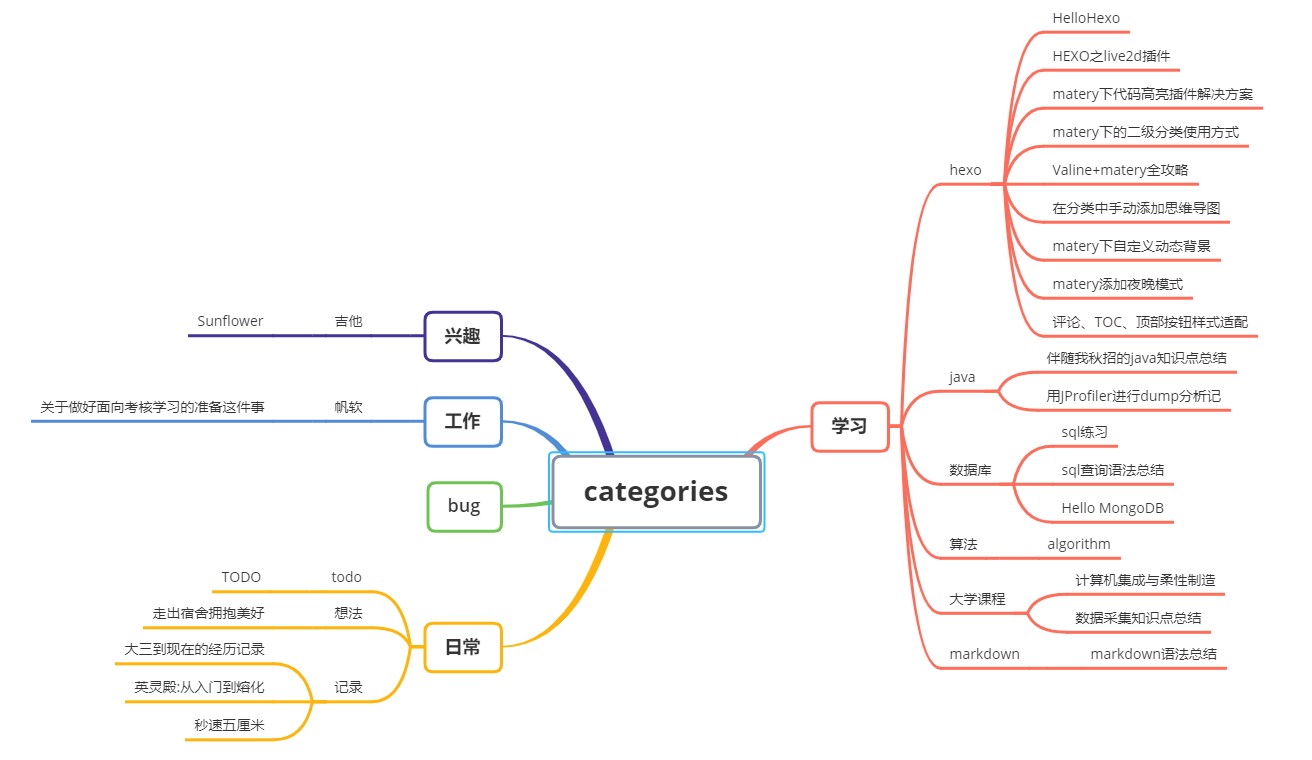 categories
学习
hexo
HelloHexo
HEXO之live2d插件
matery下代码高亮插件解决方案
matery下的二级分类使用方式
Valine+matery全攻略
在分类中手动添加思维导图
matery下自定义动态背景
matery添加夜晚模式
评论、TOC、顶部按钮样式适配
java
伴随我秋招的java知识点总结
用JProfiler进行dump分析记
数据库
sql练习
sql查询语法总结
Hello MongoDB
算法
algorithm
大学课程
计算机集成与柔性制造
数据采集知识点总结
markdown
markdown语法总结
兴趣
吉他
Sunflower
工作
帆软
关于做好面向考核学习的准备这件事
bug
日常
todo
TODO
想法
走出宿舍拥抱美好
记录
大三到现在的经历记录
英灵殿:从入门到熔化
秒速五厘米